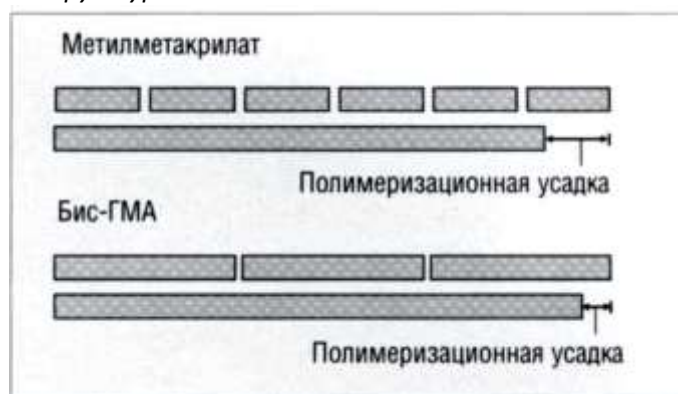 Метилметакрилат
Полимеризационная усадка
Бис-ГМА
Полимеризационная усадка